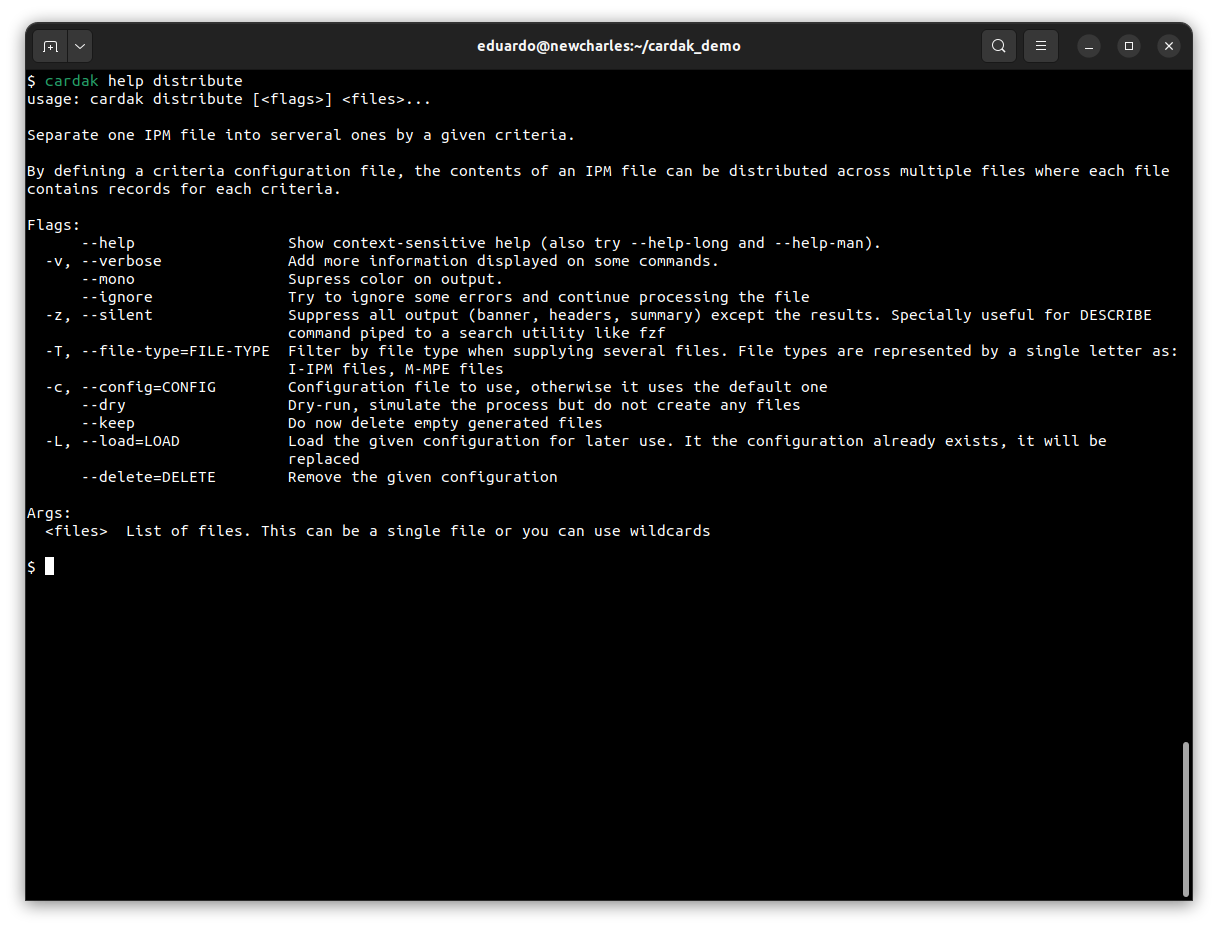 eduardo@newcharles:~/cardak_demo
$ cardak help distribute
usage: cardak distribute [<flags>] <files>...
Separate one IPM file into serveral ones by a given criteria.
By defining a criteria configuration file, the contents of an IPM file can be distributed across multiple files where each file
contains records for each criteria.
Flags:
      --help                 Show context-sensitive help (also try --help-long and --help-man).
  -v, --verbose              Add more information displayed on some commands.
      --mono                 Supress color on output.
      --ignore               Try to ignore some errors and continue processing the file
  -z, --silent               Suppress all output (banner, headers, summary) except the results. Specially useful for DESCRIBE
                             command piped to a search utility like fzf
  -T, --file-type=FILE-TYPE  Filter by file type when supplying several files. File types are represented by a single letter as:
                             I-IPM files, M-MPE files
  -c, --config=CONFIG        Configuration file to use, otherwise it uses the default one
      --dry                  Dry-run, simulate the process but do not create any files
      --keep                 Do now delete empty generated files
  -L, --load=LOAD            Load the given configuration for later use. It the configuration already exists, it will be
                             replaced
      --delete=DELETE        Remove the given configuration
Args:
  <files>  List of files. This can be a single file or you can use wildcards
$